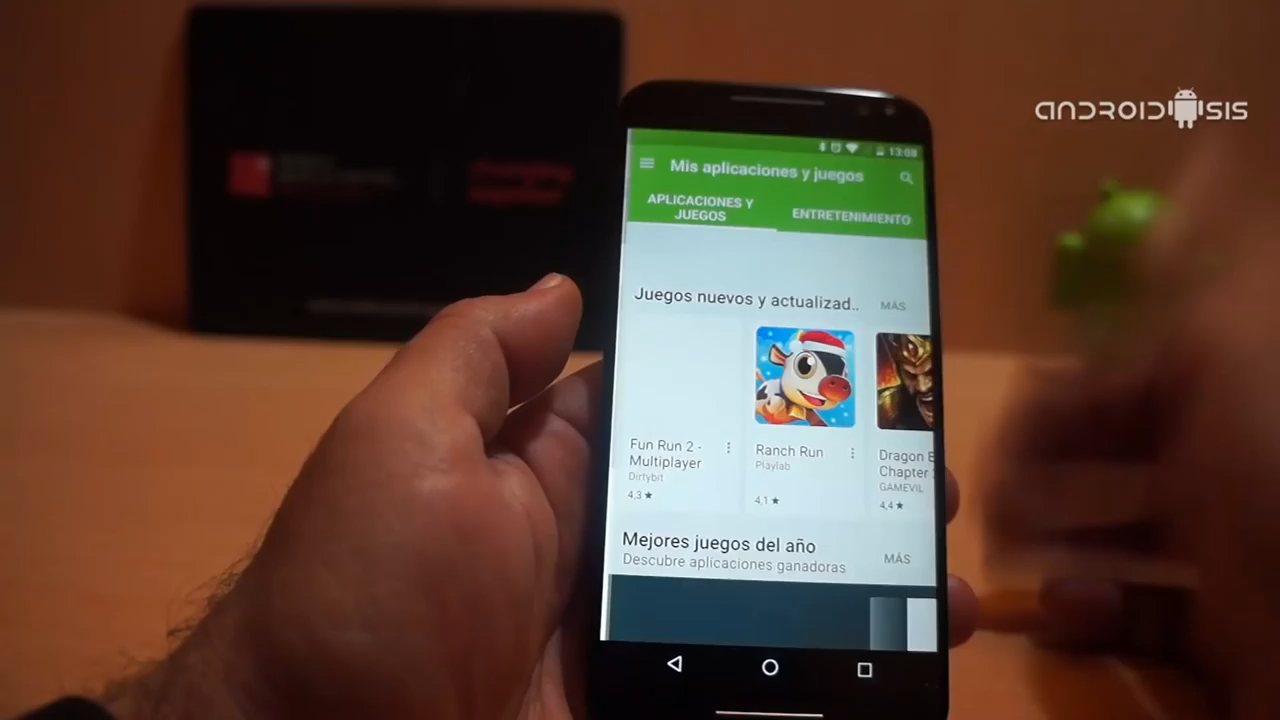 ANDROIDSIS
13:08
Mis aplicaciones y juegos
APLICACIONES Y
JUEGOS
ENTRETENIMIENTO
Juegos nuevos y actualizad..
MÁS
Fun Run 2 -
Multiplayer
Dirtybit
4,3★
Ranch Run
Playlab
4,1★
Dragon
Chapter
GAMEVIL
4,4★
Mejores juegos del año
Descubre aplicaciones ganadoras
MÁS